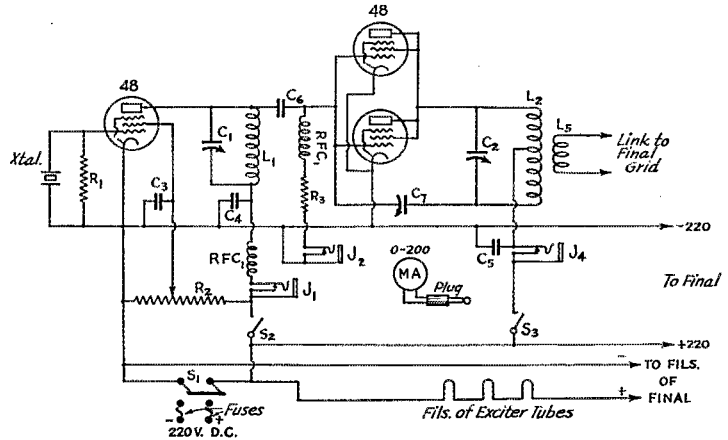 48
48
C6
L2
L5
Xtal.
R1
C1
L1
RFC1
C2
Link to
Final
Grid
C3
R3
C4
C7
-220
RFC1
J2
0-200
MA
C5
J4
To Final
Plug
R2
J1
S2
S3
+220
-
TO FILS.
OF
FINAL
S1
+
Fuses
Fils. of Exciter Tubes
- +
220V. D.C.